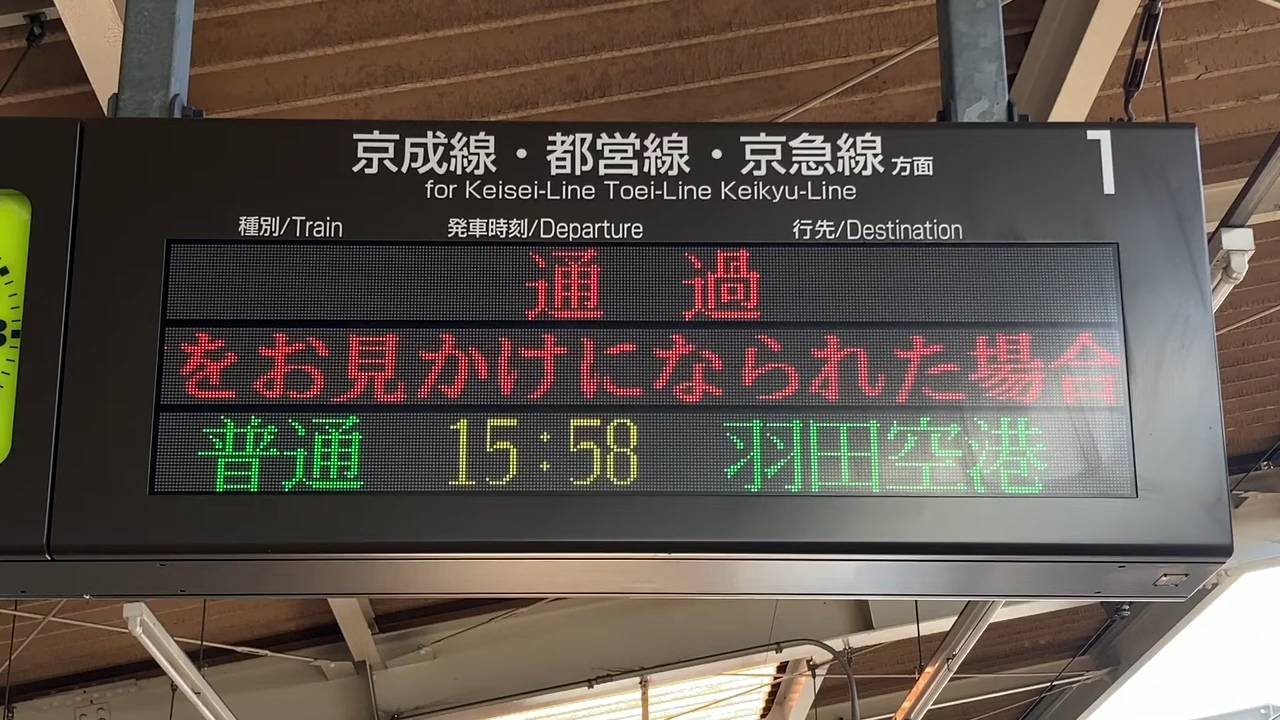 京成線・都営線・京急線方面 1
for Keisei-Line Toei-Line Keikyu-Line
種別/Train 発車時刻/Departure 行先/Destination
通 過
をお見かけになられた場合
普通 15:58 羽田空港